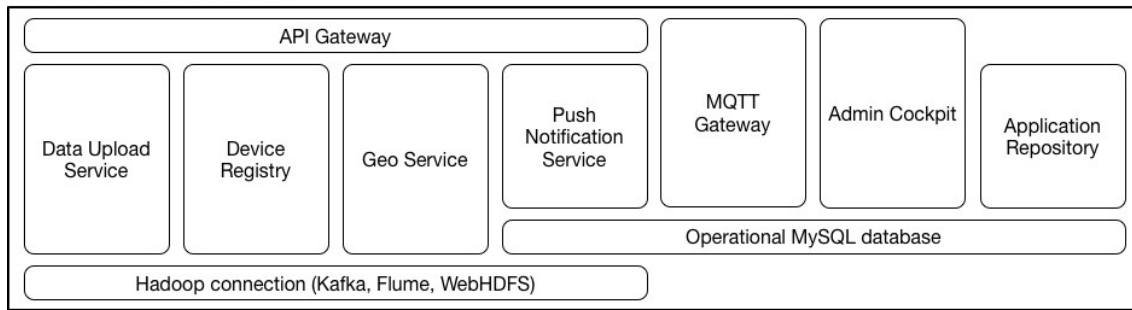 API Gateway
Data Upload
Service
Device
Registry
Geo Service
Push
Notification
Service
MQTT
Gateway
Admin Cockpit
Application
Repository
Operational MySQL database
Hadoop connection (Kafka, Flume, WebHDFS)